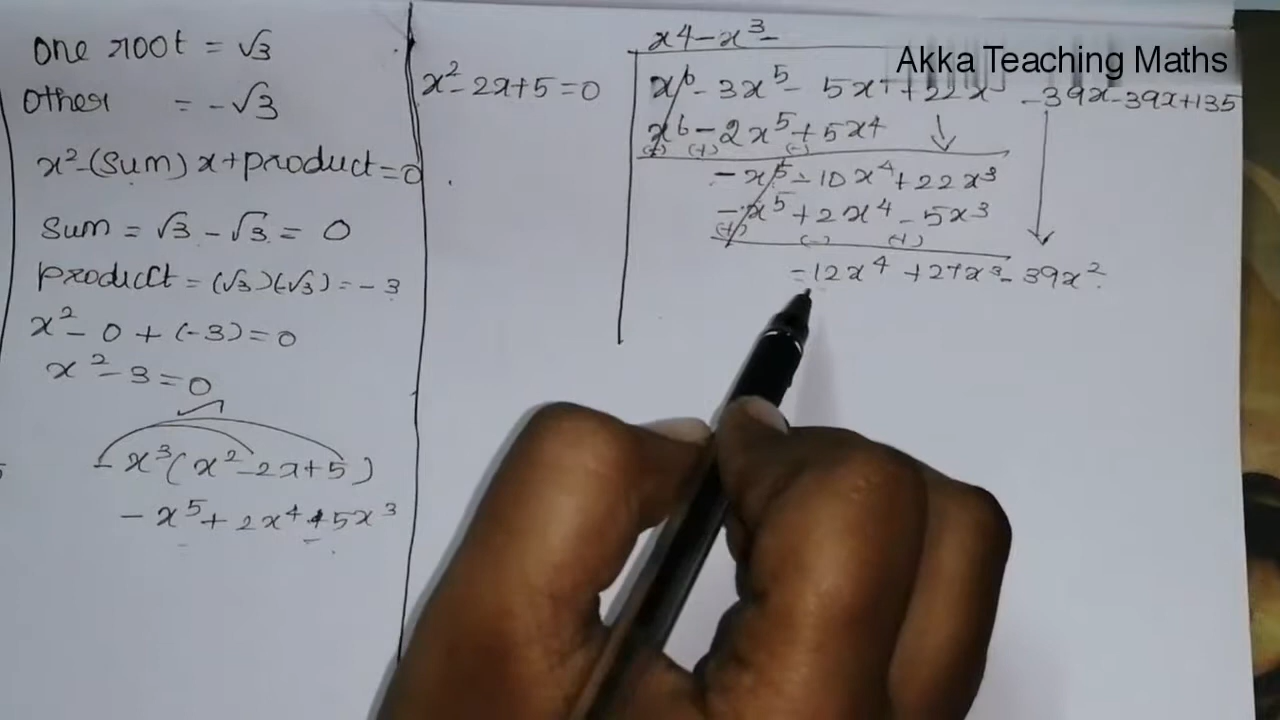 one root = √3
other = -√3
x²-(sum)x+product=0
sum = √3 - √3 = 0
product = (√3)(-√3) = -3
x² - 0 + (-3) = 0
x² - 3 = 0
- x³(x²-2x+5)
- x⁵ + 2x⁴ - 5x³
x4 - x³ -
Akka Teaching Maths
x² - 2x + 5 = 0
x⁶ - 3x⁵ - 5x⁴ + 22x³ - 39x - 39x + 135
x⁶ - 2x⁵ + 5x⁴
(-) (+) (-)
- x⁵ - 10x⁴ + 22x³
- x⁵ + 2x⁴ - 5x³
(+) (-) (+)
-12x⁴ + 27x³ - 39x²